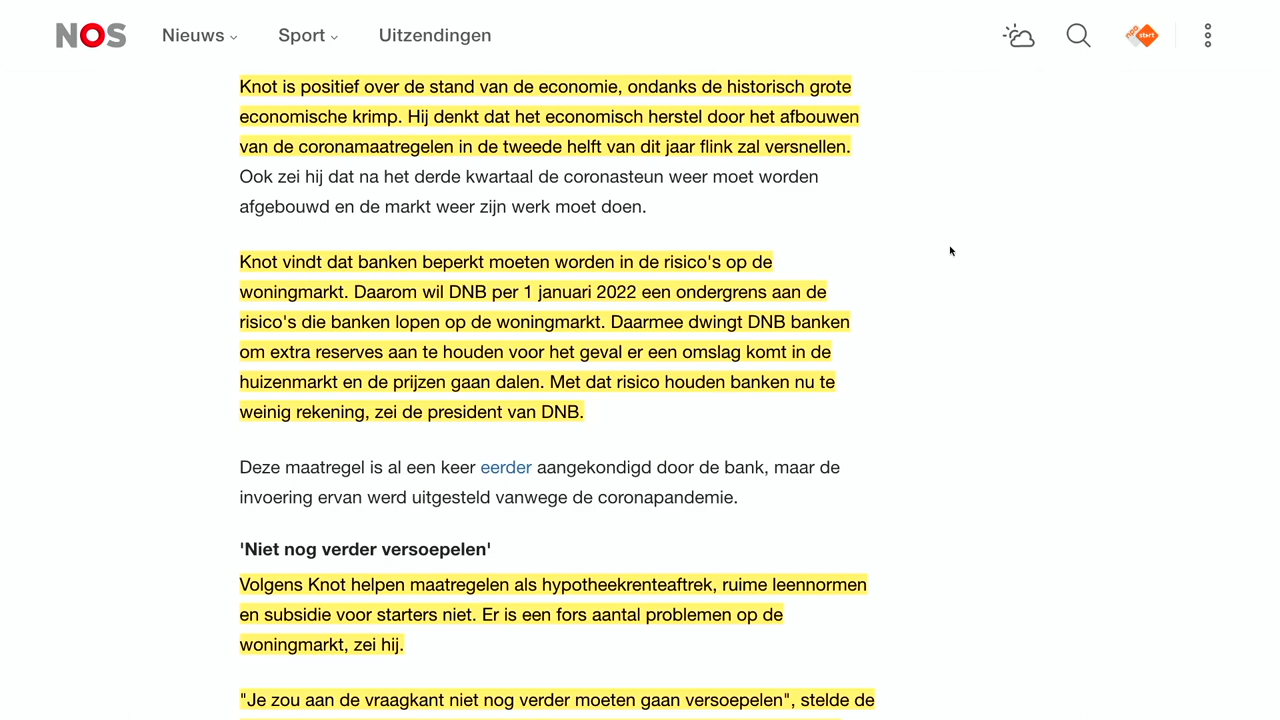 NOS Nieuws Sport Uitzendingen npo start
Knot is positief over de stand van de economie, ondanks de historisch grote
economische krimp. Hij denkt dat het economisch herstel door het afbouwen
van de coronamaatregelen in de tweede helft van dit jaar flink zal versnellen.
Ook zei hij dat na het derde kwartaal de coronasteun weer moet worden
afgebouwd en de markt weer zijn werk moet doen.
Knot vindt dat banken beperkt moeten worden in de risico's op de
woningmarkt. Daarom wil DNB per 1 januari 2022 een ondergrens aan de
risico's die banken lopen op de woningmarkt. Daarmee dwingt DNB banken
om extra reserves aan te houden voor het geval er een omslag komt in de
huizenmarkt en de prijzen gaan dalen. Met dat risico houden banken nu te
weinig rekening, zei de president van DNB.
Deze maatregel is al een keer eerder aangekondigd door de bank, maar de
invoering ervan werd uitgesteld vanwege de coronapandemie.
'Niet nog verder versoepelen'
Volgens Knot helpen maatregelen als hypotheekrenteaftrek, ruime leennormen
en subsidie voor starters niet. Er is een fors aantal problemen op de
woningmarkt, zei hij.
"Je zou aan de vraagkant niet nog verder moeten gaan versoepelen", stelde de